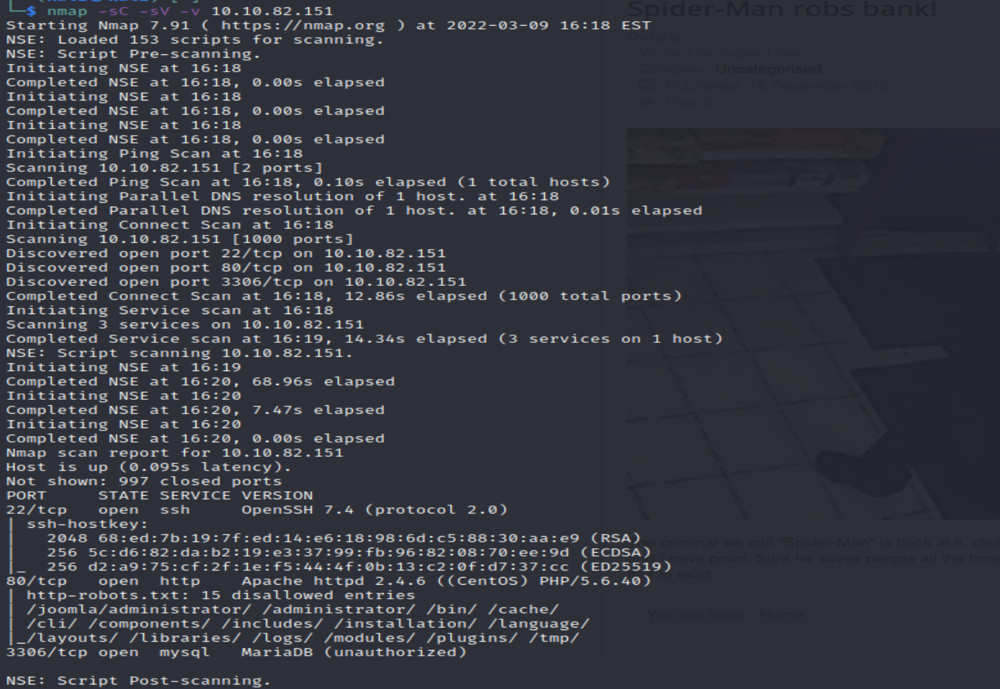 └─$ nmap -sC -sV -v 10.10.82.151
Starting Nmap 7.91 ( https://nmap.org ) at 2022-03-09 16:18 EST
NSE: Loaded 153 scripts for scanning.
NSE: Script Pre-scanning.
Initiating NSE at 16:18
Completed NSE at 16:18, 0.00s elapsed
Initiating NSE at 16:18
Completed NSE at 16:18, 0.00s elapsed
Initiating NSE at 16:18
Completed NSE at 16:18, 0.00s elapsed
Initiating Ping Scan at 16:18
Scanning 10.10.82.151 [2 ports]
Completed Ping Scan at 16:18, 0.10s elapsed (1 total hosts)
Initiating Parallel DNS resolution of 1 host. at 16:18
Completed Parallel DNS resolution of 1 host. at 16:18, 0.01s elapsed
Initiating Connect Scan at 16:18
Scanning 10.10.82.151 [1000 ports]
Discovered open port 22/tcp on 10.10.82.151
Discovered open port 80/tcp on 10.10.82.151
Discovered open port 3306/tcp on 10.10.82.151
Completed Connect Scan at 16:18, 12.86s elapsed (1000 total ports)
Initiating Service scan at 16:18
Scanning 3 services on 10.10.82.151
Completed Service scan at 16:19, 14.34s elapsed (3 services on 1 host)
NSE: Script scanning 10.10.82.151.
Initiating NSE at 16:19
Completed NSE at 16:20, 68.96s elapsed
Initiating NSE at 16:20
Completed NSE at 16:20, 7.47s elapsed
Initiating NSE at 16:20
Completed NSE at 16:20, 0.00s elapsed
Nmap scan report for 10.10.82.151
Host is up (0.095s latency).
Not shown: 997 closed ports
PORT     STATE SERVICE VERSION
22/tcp   open  ssh     OpenSSH 7.4 (protocol 2.0)
| ssh-hostkey:
|   2048 68:ed:7b:19:7f:ed:14:e6:18:98:6d:c5:88:30:aa:e9 (RSA)
|   256 5c:d6:82:da:b2:19:e3:37:99:fb:96:82:08:70:ee:9d (ECDSA)
|_  256 d2:a9:75:cf:2f:1e:f5:44:4f:0b:13:c2:0f:d7:37:cc (ED25519)
80/tcp   open  http    Apache httpd 2.4.6 ((CentOS) PHP/5.6.40)
| http-robots.txt: 15 disallowed entries
| /joomla/administrator/ /administrator/ /bin/ /cache/
| /cli/ /components/ /includes/ /installation/ /language/
|_/layouts/ /libraries/ /logs/ /modules/ /plugins/ /tmp/
3306/tcp open  mysql   MariaDB (unauthorized)
NSE: Script Post-scanning.
Spider-Man robs bank!
Details
Written by Super User
Category: Uncategorised
Published: 16 December 2019
Hits: 2
criminal we call "Spider-Man" is back at it,
have proof. Sure he saves people all the time
to exist.
You are here: Home